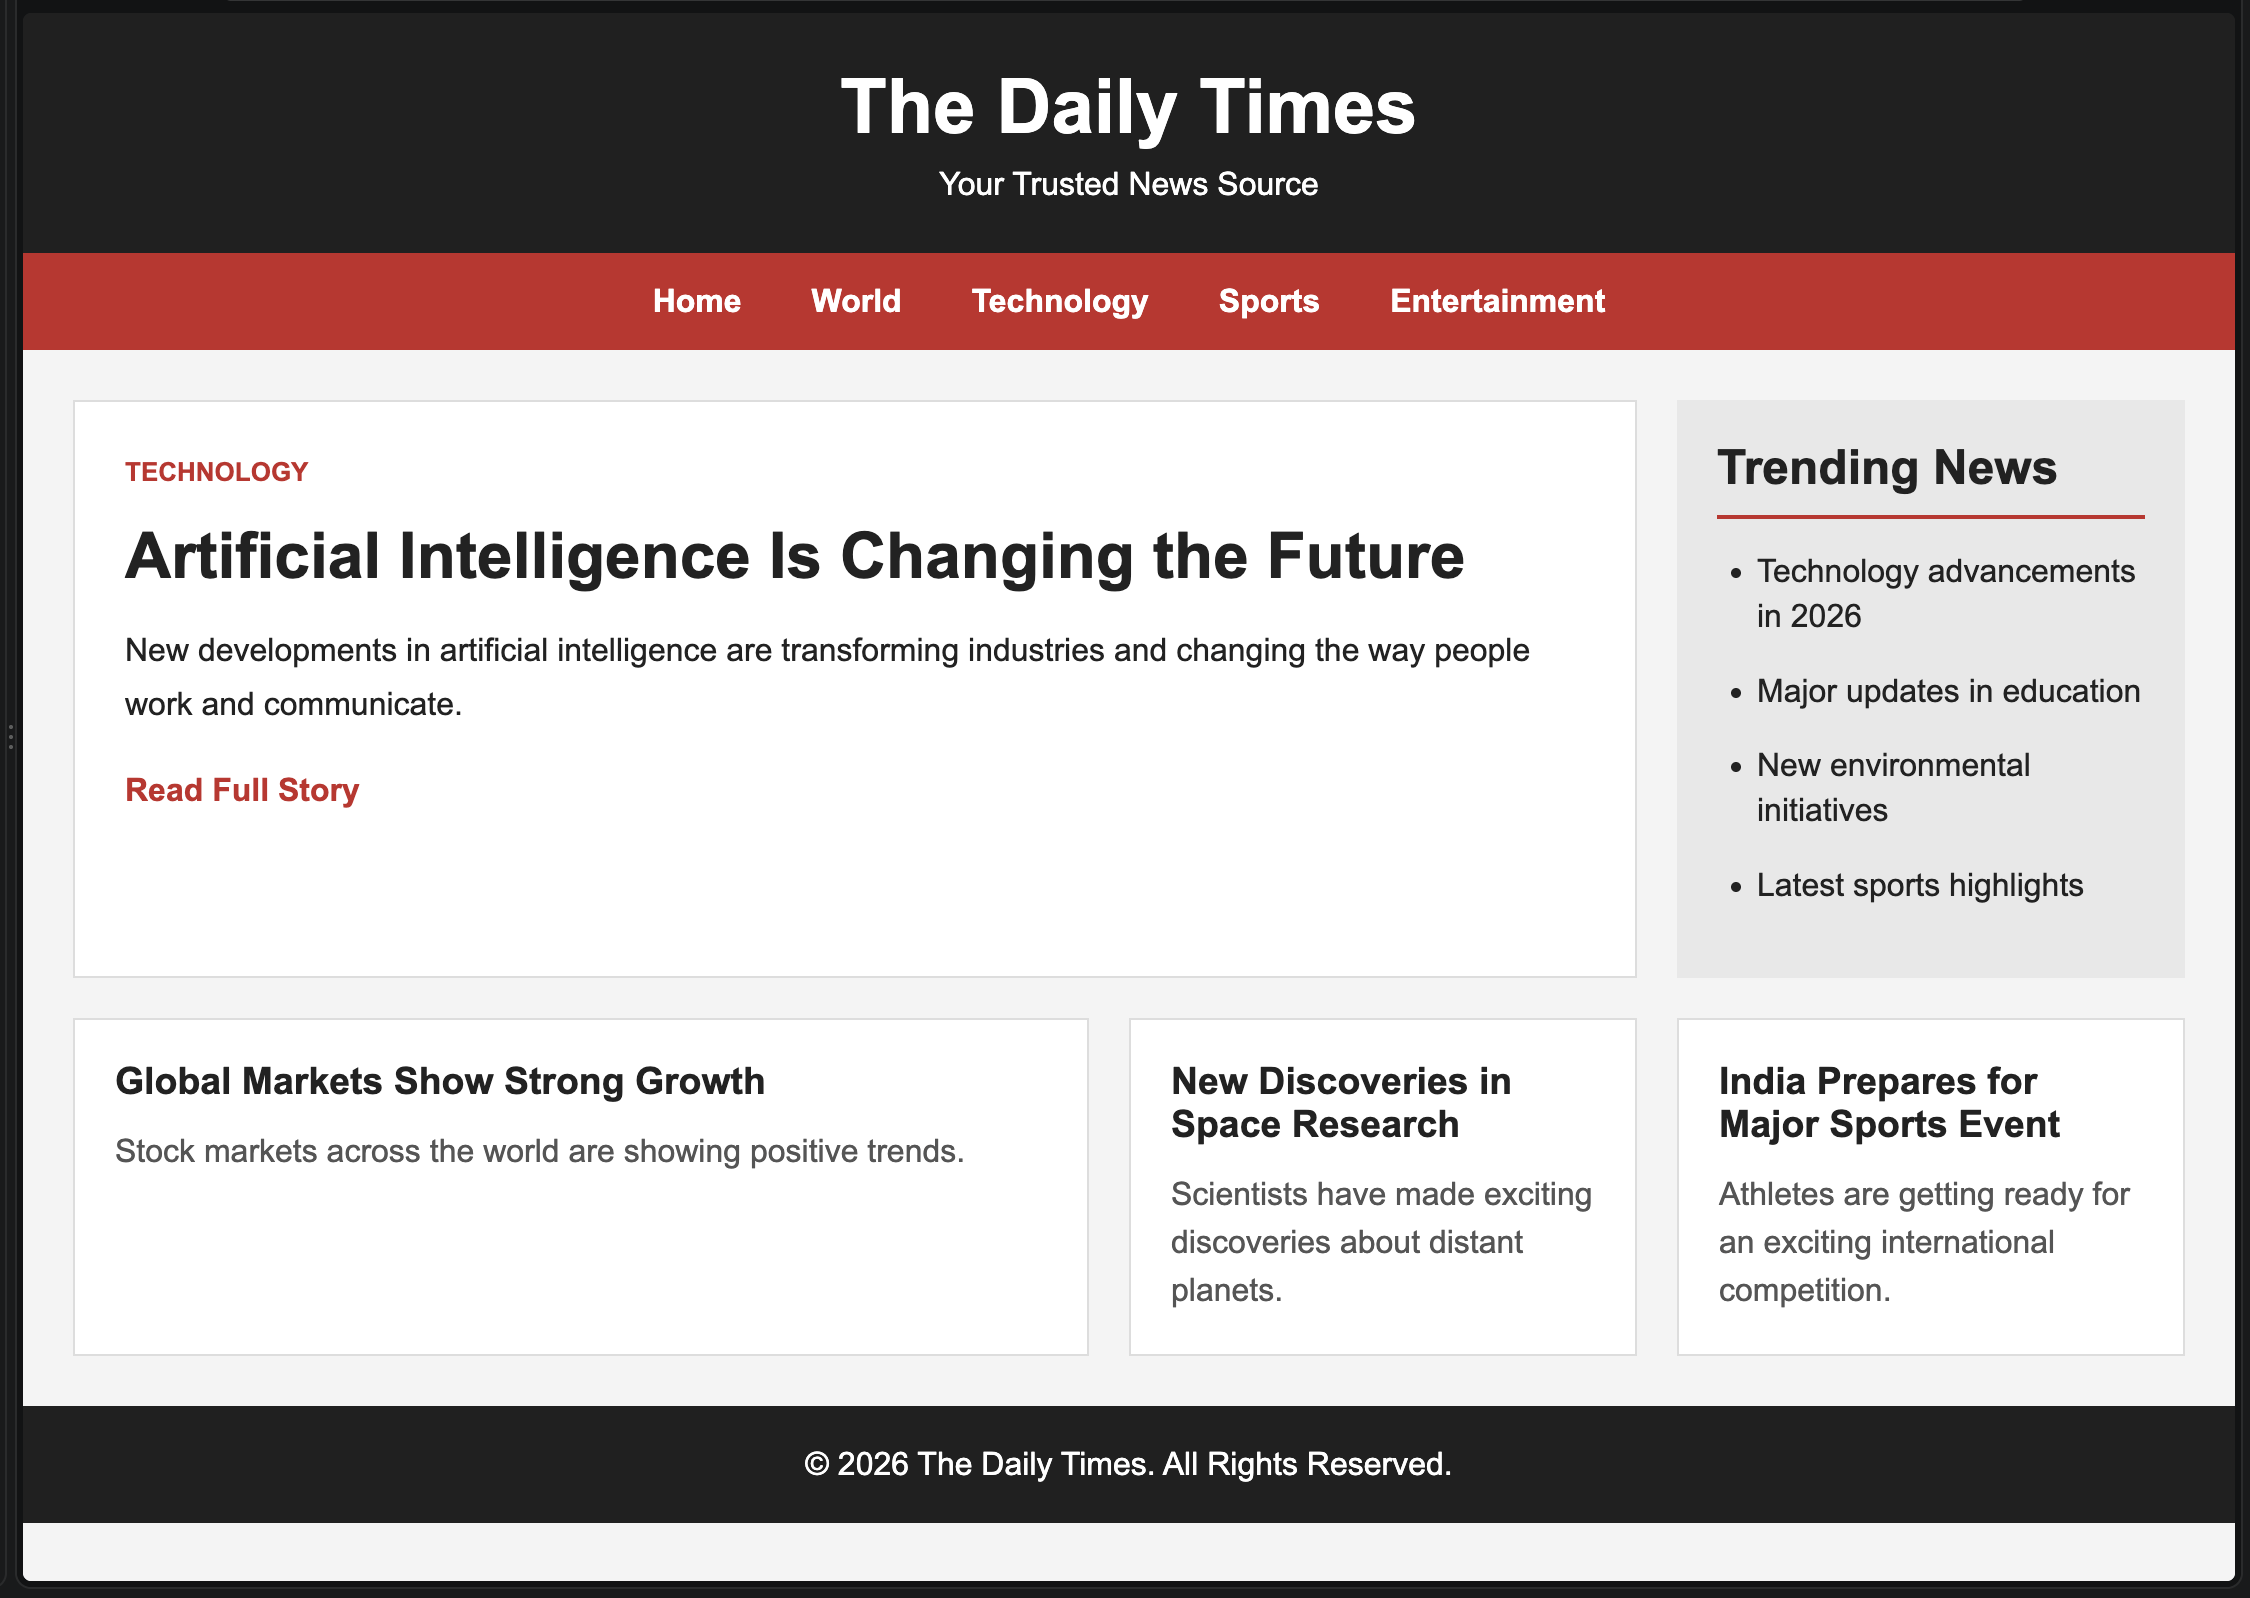 The Daily Times
Your Trusted News Source
Home World Technology Sports Entertainment
TECHNOLOGY
Artificial Intelligence Is Changing the Future
New developments in artificial intelligence are transforming industries and changing the way people
work and communicate.
Read Full Story
Trending News
• Technology advancements
in 2026
• Major updates in education
• New environmental
initiatives
• Latest sports highlights
Global Markets Show Strong Growth
Stock markets across the world are showing positive trends.
New Discoveries in
Space Research
Scientists have made exciting
discoveries about distant
planets.
India Prepares for
Major Sports Event
Athletes are getting ready for
an exciting international
competition.
© 2026 The Daily Times. All Rights Reserved.